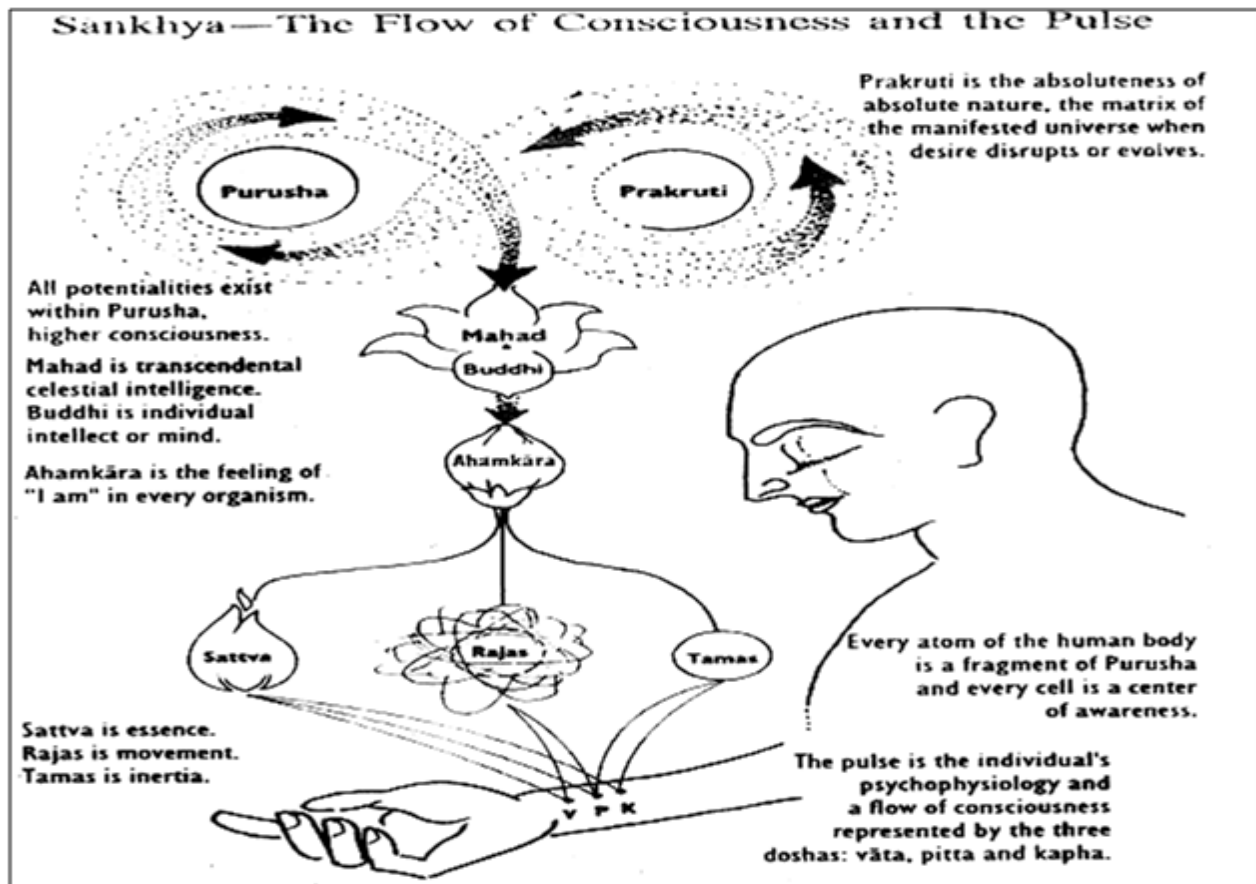 Sankhya—The Flow of Consciousness and the Pulse
Prakruti is the absoluteness of
absolute nature, the matrix of
the manifested universe when
desire disrupts or evolves.
Purusha
Prakruti
All potentialities exist
within Purusha,
higher consciousness.
Mahad is transcendental
celestial intelligence.
Buddhi is individual
intellect or mind.
Ahamkāra is the feeling of
"I am" in every organism.
Mahad
Buddhi
Ahamkāra
Sattva
Rajas
Tamas
Every atom of the human body
is a fragment of Purusha
and every cell is a center
of awareness.
Sattva is essence.
Rajas is movement.
Tamas is inertia.
V P K
The pulse is the individual's
psychophysiology and
a flow of consciousness
represented by the three
doshas: vāta, pitta and kapha.